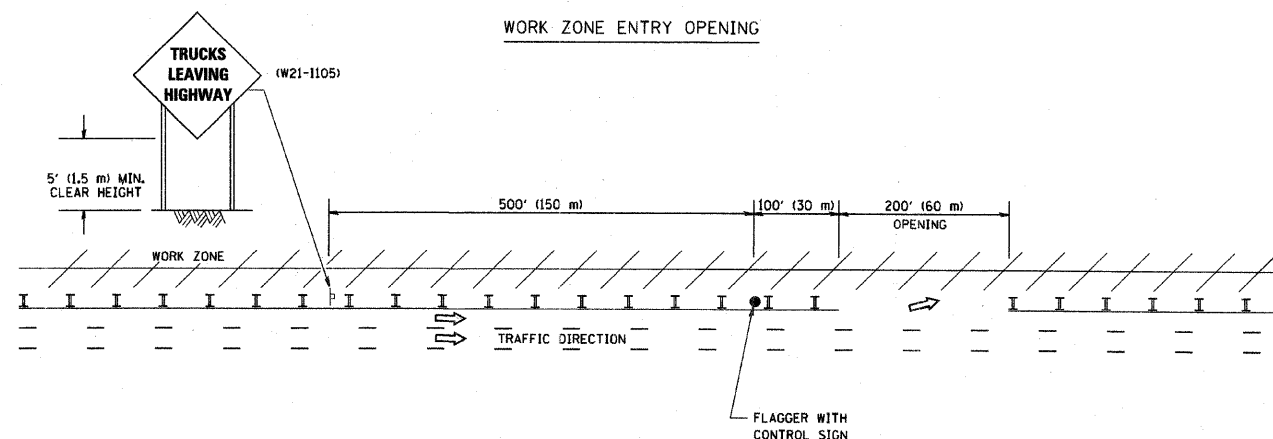 WORK ZONE ENTRY OPENING
TRUCKS
LEAVING
HIGHWAY
(W21-I105)
5' (1.5 m) MIN.
CLEAR HEIGHT
500' (150 m)
100' (30 m)
200' (60 m)
OPENING
WORK ZONE
TRAFFIC DIRECTION
FLAGGER WITH
CONTROL SIGN